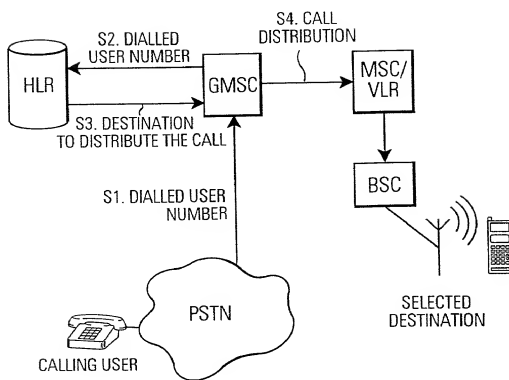 S2. DIALLED
USER NUMBER
HLR
S3. DESTINATION
TO DISTRIBUTE THE CALL
GMSC
S4. CALL
DISTRIBUTION
MSC/
VLR
BSC
S1. DIALLED USER
NUMBER
PSTN
CALLING USER
SELECTED
DESTINATION